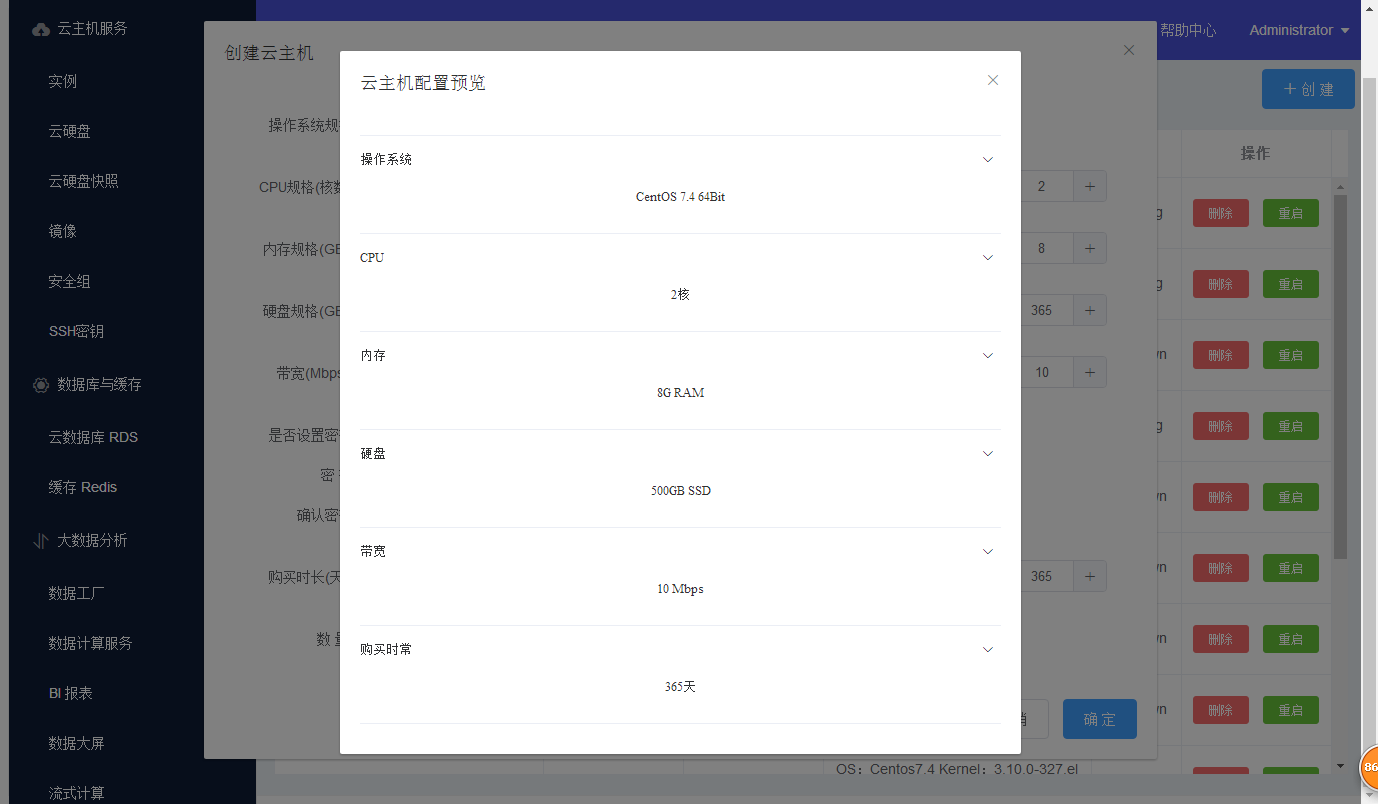 云主机服务
实例
云硬盘
云硬盘快照
镜像
安全组
SSH密钥
数据库与缓存
云数据库 RDS
缓存 Redis
大数据分析
数据工厂
数据计算服务
BI 报表
数据大屏
流式计算
帮助中心
Administrator
创建云主机
+ 创 建
操作系统规
CPU规格(核数
2 +
内存规格(GB
8 +
硬盘规格(GB
365 +
带宽(Mbps
10 +
是否设置密
密
确认密
购买时长(天
365 +
数 量
消
确 定
云主机配置预览
操作系统
CentOS 7.4 64Bit
CPU
2核
内存
8G RAM
硬盘
500GB SSD
带宽
10 Mbps
购买时常
365天
操作
g 删除 重启
g 删除 重启
vn 删除 重启
g 删除 重启
vn 删除 重启
vn 删除 重启
vn 删除 重启
vn 删除 重启
OS：Centos7.4 Kernel：3.10.0-327.el
86